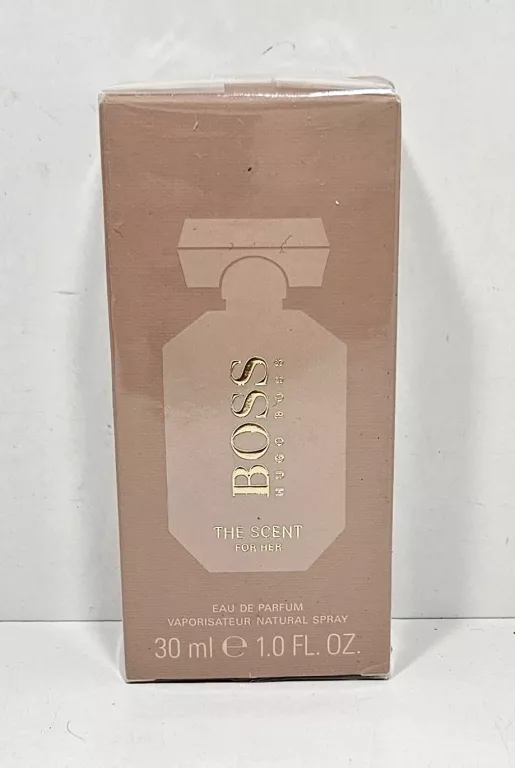 BOSS
HUGO BOSS
THE SCENT
FOR HER
EAU DE PARFUM
VAPORISATEUR NATURAL SPRAY
30 ml ℮ 1.0 FL. OZ.